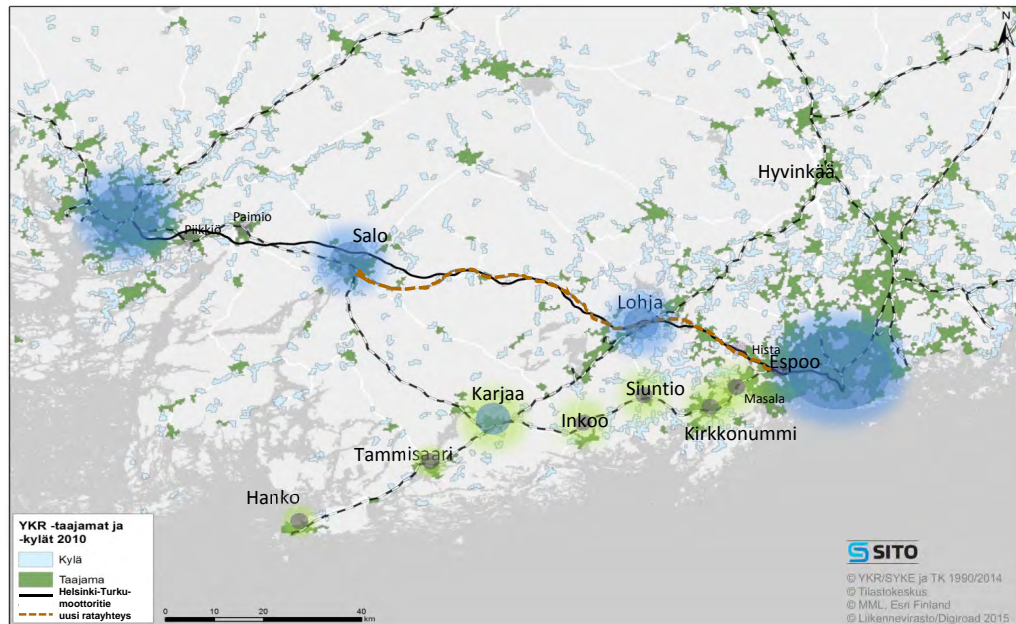 N
Hyvinkää
Paimio
Piikkiö
Salo
Lohja
Hista
Espoo
Masala
Siuntio
Karjaa
Inkoo
Kirkkonummi
Tammisaari
Hanko
YKR -taajamat ja
-kylät 2010
Kylä
Taajama
Helsinki-Turku-
moottoritie
uusi ratayhteys
0 10 20 40
km
SITO
© YKR/SYKE ja TK 1990/2014
© Tilastokeskus
© MML, Esri Finland
© Liikennevirasto/Digiroad 2015